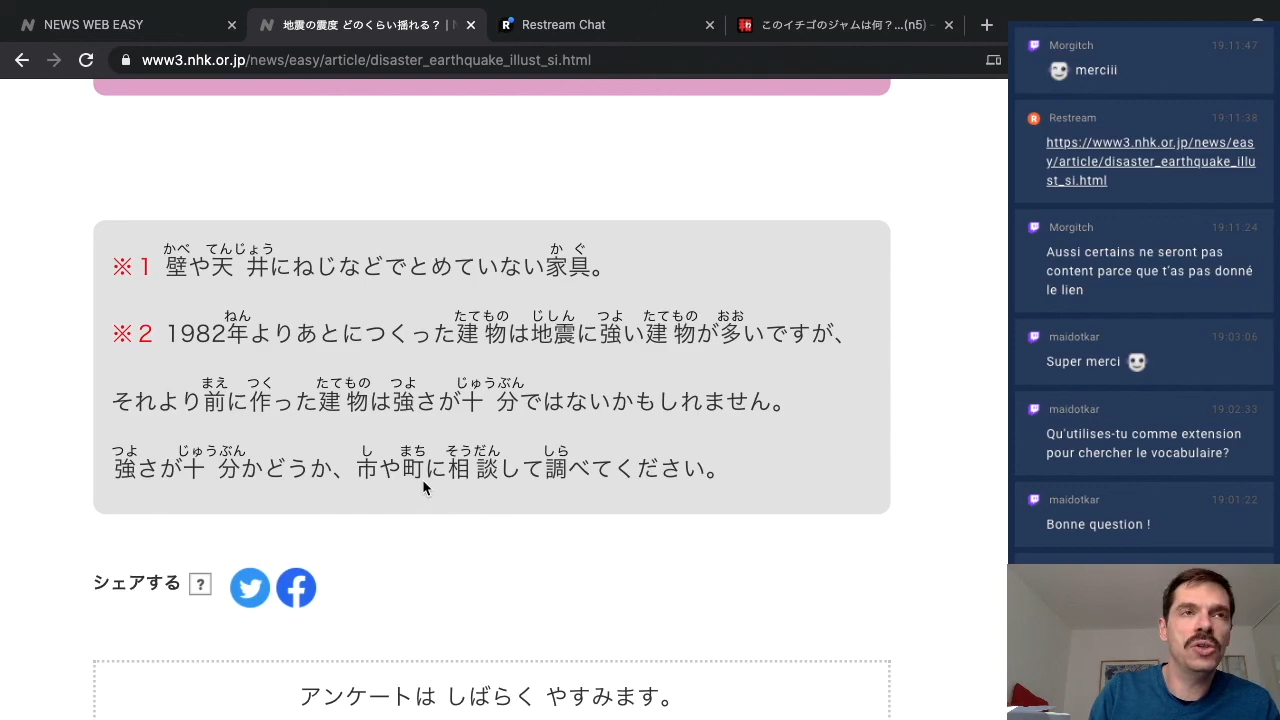 NEWS WEB EASY
地震の震度 どのくらい揺れる？ | N
Restream Chat
このイチゴのジャムは何？...(n5) -
www3.nhk.or.jp/news/easy/article/disaster_earthquake_illust_si.html
かべ てんじょう か ぐ
※１ 壁や天井にねじなどでとめていない家具。
ねん たてもの じしん つよ たてもの おお
※２ 1982年よりあとにつくった建物は地震に強い建物が多いですが、
まえ つく たてもの つよ じゅうぶん
それより前に作った建物は強さが十分ではないかもしれません。
つよ じゅうぶん し まち そうだん しら
強さが十分かどうか、市や町に相談して調べてください。
シェアする ?
アンケートは しばらく やすみます。
Morgitch 19:11:47
merciii
Restream 19:11:38
https://www3.nhk.or.jp/news/eas
y/article/disaster_earthquake_illu
st_si.html
Morgitch 19:11:24
Aussi certains ne seront pas
content parce que t'as pas donné
le lien
maidotkar 19:03:06
Super merci
maidotkar 19:02:33
Qu'utilises-tu comme extension
pour chercher le vocabulaire?
maidotkar 19:01:22
Bonne question !